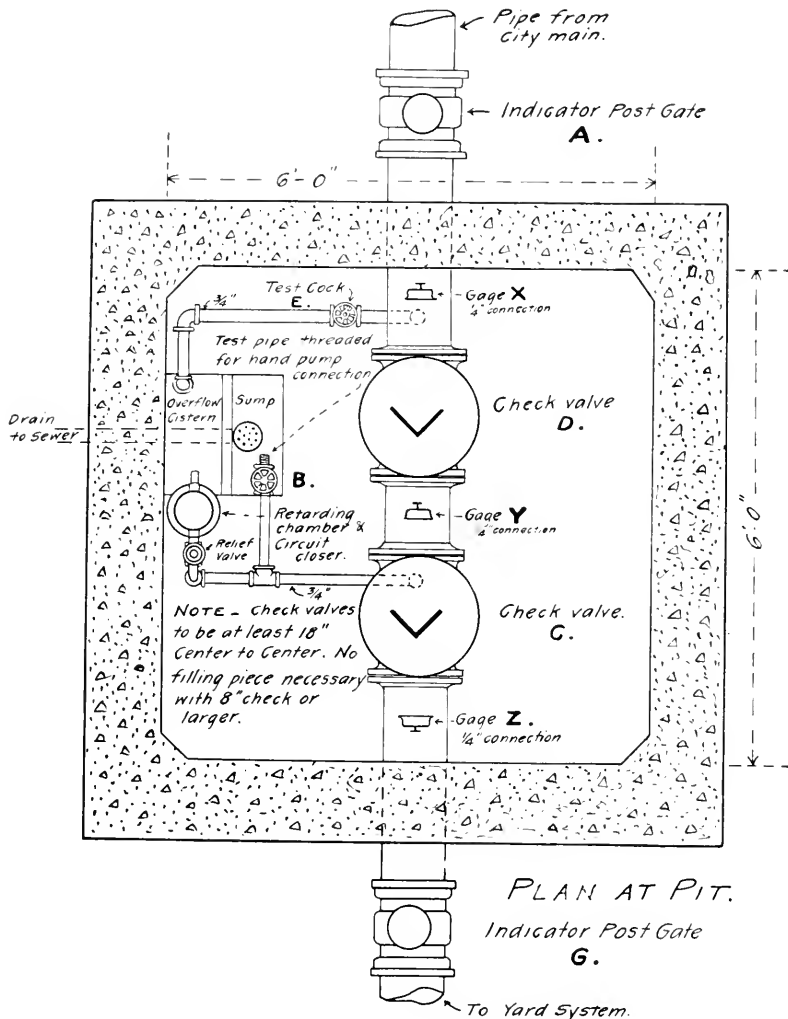 Pipe from
City main.
Indicator Post Gate
A.
6'-0"
Test Cock
E.
3/4"
Gage X
1/4" connection
Test pipe threaded
for hand pump
connection
Overflow
Cistern
Sump
Drain
to Sewer
Check valve
D.
B.
Retarding
chamber &
Circuit
closer.
Gage Y
1/4" connection
6'0"
Relief
Valve
3/4"
NOTE - check valves
to be at least 18"
Center to Center. No
filling piece necessary
with 8" check or
larger.
Check valve.
C.
Gage Z.
1/4" connection
PLAN AT PIT.
Indicator Post Gate
G.
To Yard System.